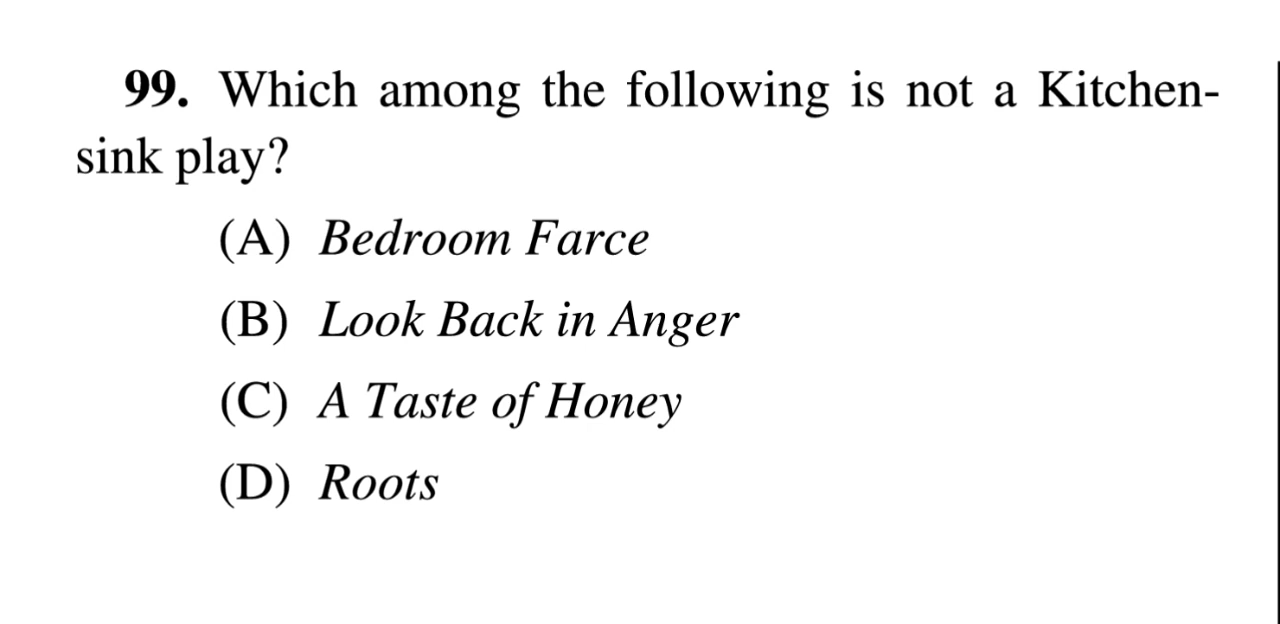 99. Which among the following is not a Kitchen-
sink play?
(A) Bedroom Farce
(B) Look Back in Anger
(C) A Taste of Honey
(D) Roots